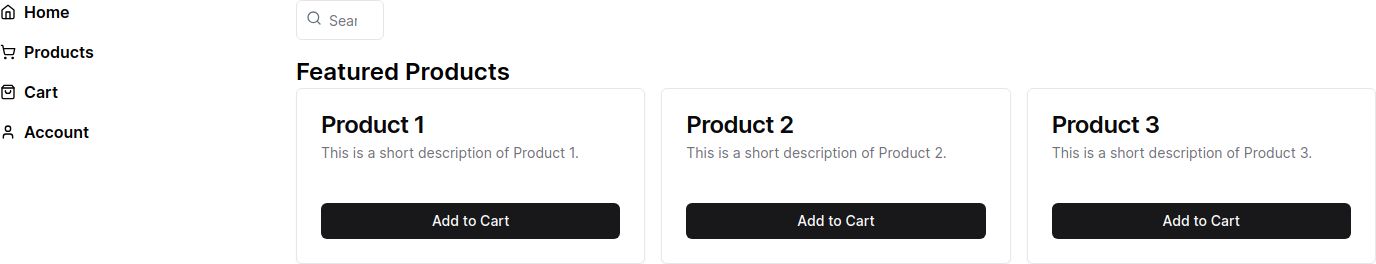 Home
Products
Cart
Account
Sear
Featured Products
Product 1
This is a short description of Product 1.
Add to Cart
Product 2
This is a short description of Product 2.
Add to Cart
Product 3
This is a short description of Product 3.
Add to Cart